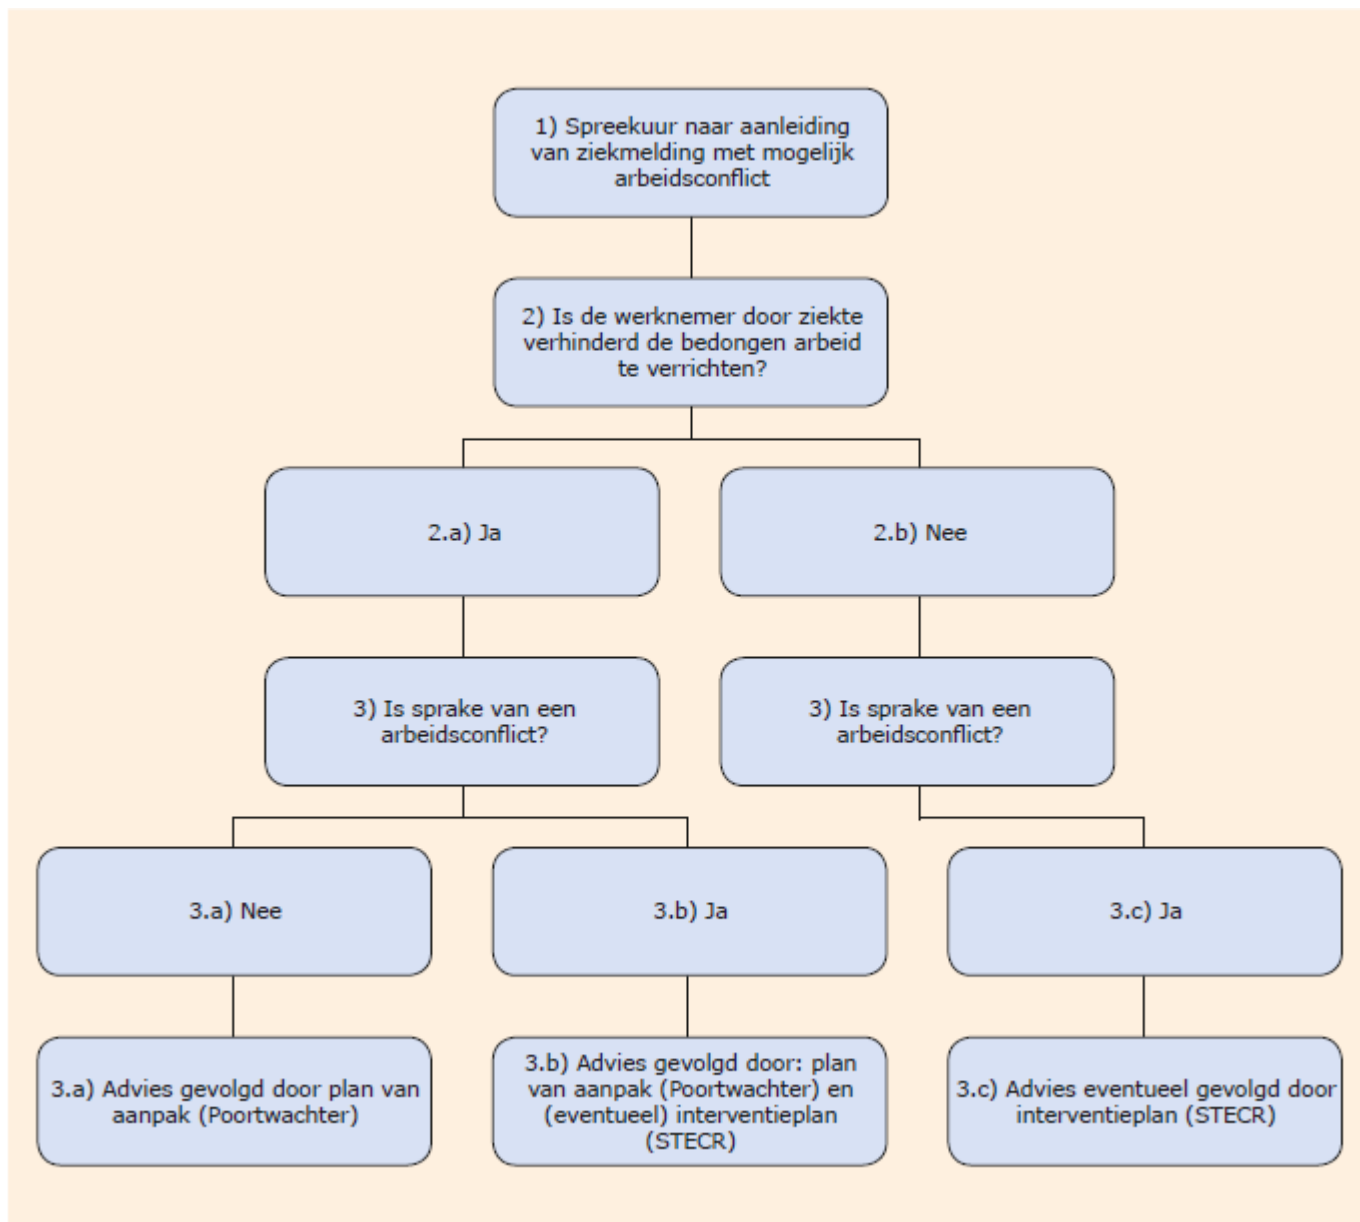 1) Spreekuur naar aanleiding
van ziekmelding met mogelijk
arbeidsconflict
2) Is de werknemer door ziekte
verhinderd de bedongen arbeid
te verrichten?
2.a) Ja
2.b) Nee
3) Is sprake van een
arbeidsconflict?
3) Is sprake van een
arbeidsconflict?
3.a) Nee
3.b) Ja
3.c) Ja
3.a) Advies gevolgd door plan van
aanpak (Poortwachter)
3.b) Advies gevolgd door: plan
van aanpak (Poortwachter) en
(eventueel) interventieplan
(STECR)
3.c) Advies eventueel gevolgd door
interventieplan (STECR)